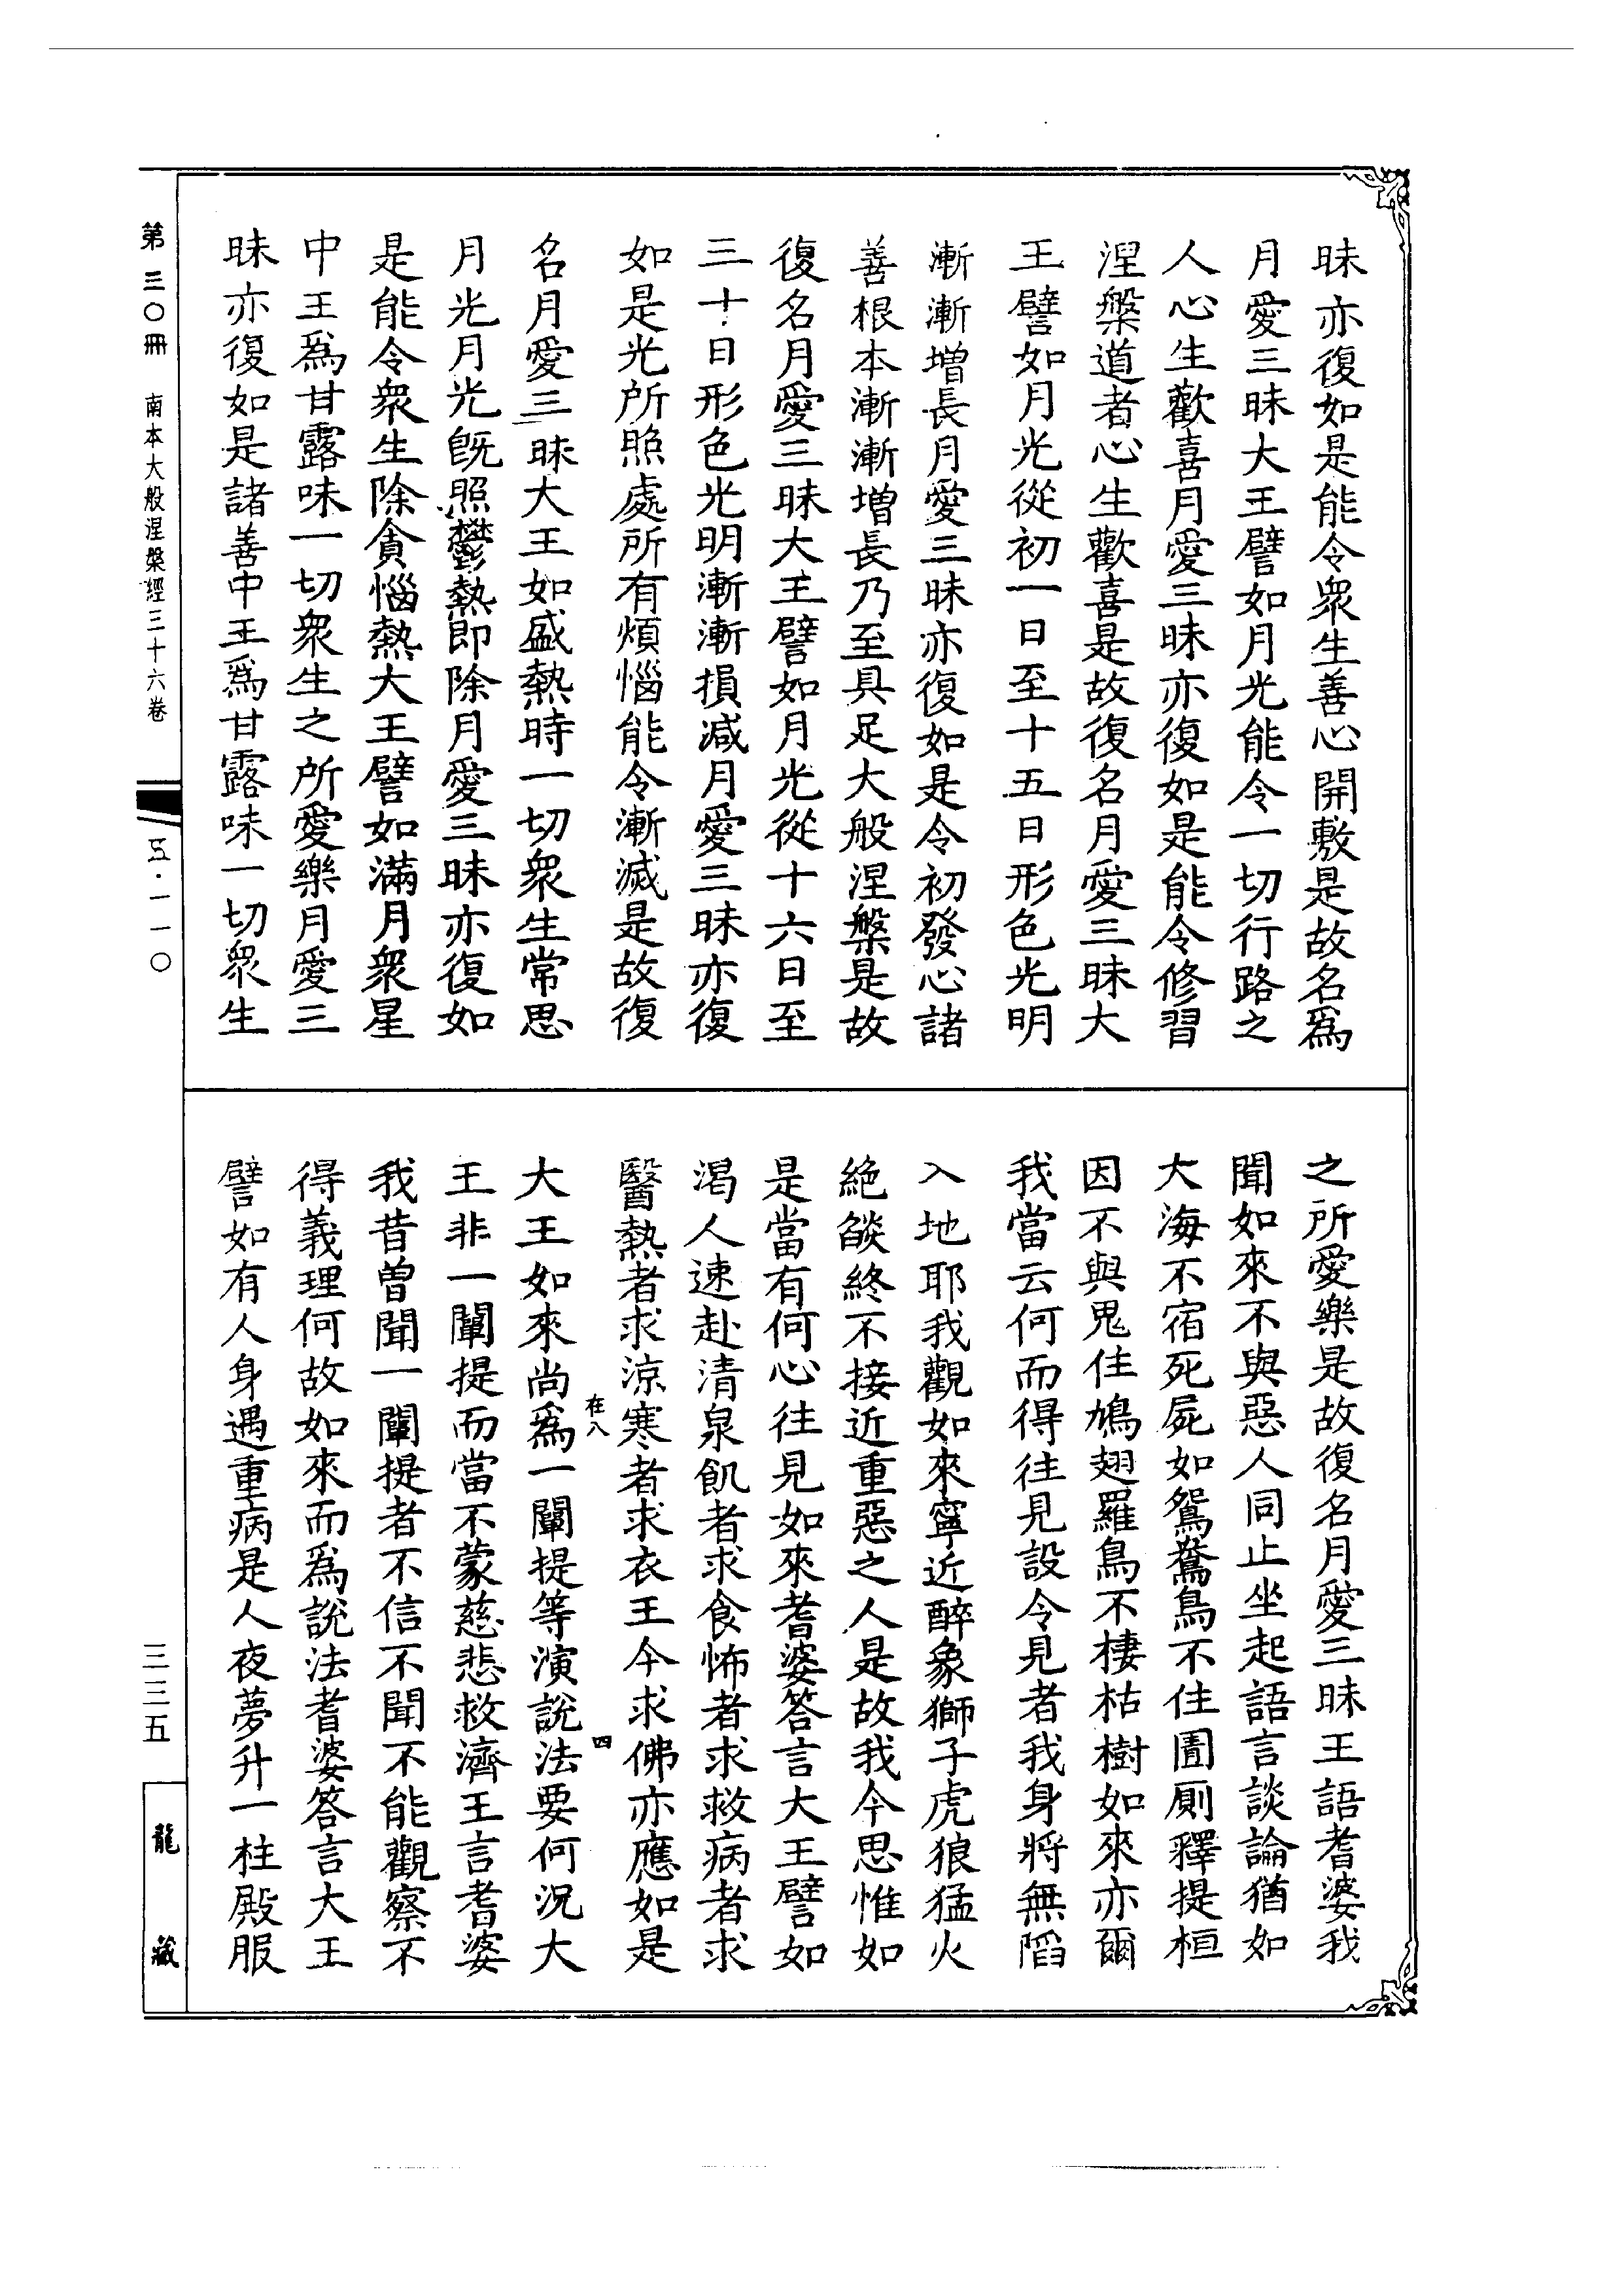 昧亦復如是能令衆生善心開敷是故名爲
月愛三昧大王譬如月光能令一切行路之
人心生歡喜月愛三昧亦復如是能令修習
涅槃道者心生歡喜是故復名月愛三昧大
王譬如月光從初一日至十五日形色光明
漸漸增長月愛三昧亦復如是令初發心諸
善根本漸漸增長乃至具足大般涅槃是故
復名月愛三昧大王譬如月光從十六日至
三十日形色光明漸漸損減月愛三昧亦復
如是光所照處所有煩惱能令漸滅是故復
名月愛三昧大王如盛熱時一切衆生常思
月光月光旣照鬱熱即除月愛三昧亦復如
是能令衆生除貪惱熱大王譬如滿月衆星
中王爲甘露味一切衆生之所愛樂月愛三
昧亦復如是諸善中王爲甘露味一切衆生
之所愛樂是故復名月愛三昧王語耆婆我
聞如來不與惡人同止坐起語言談論猶如
大海不宿死屍如鴛鴦鳥不住圊厠釋提桓
因不與鬼住鳩翅羅鳥不棲枯樹如來亦爾
我當云何而得往見設令見者我身將無陷
入地耶我觀如來寧近醉象獅子虎狼猛火
絶燄終不接近重惡之人是故我今思惟如
是當有何心往見如來耆婆答言大王譬如
渴人速赴清泉飢者求食怖者求救病者求
醫熱者求涼寒者求衣王今求佛亦應如是
在八
四
大王如來尚爲一闡提等演說法要何況大
王非一闡提而當不蒙慈悲救濟王言耆婆
我昔曾聞一闡提者不信不聞不能觀察不
得義理何故如來而爲說法耆婆答言大王
譬如有人身遇重病是人夜夢升一柱殿服
第三〇冊 南本大般涅槃經三十六卷
五·一一〇
三三五
龍藏